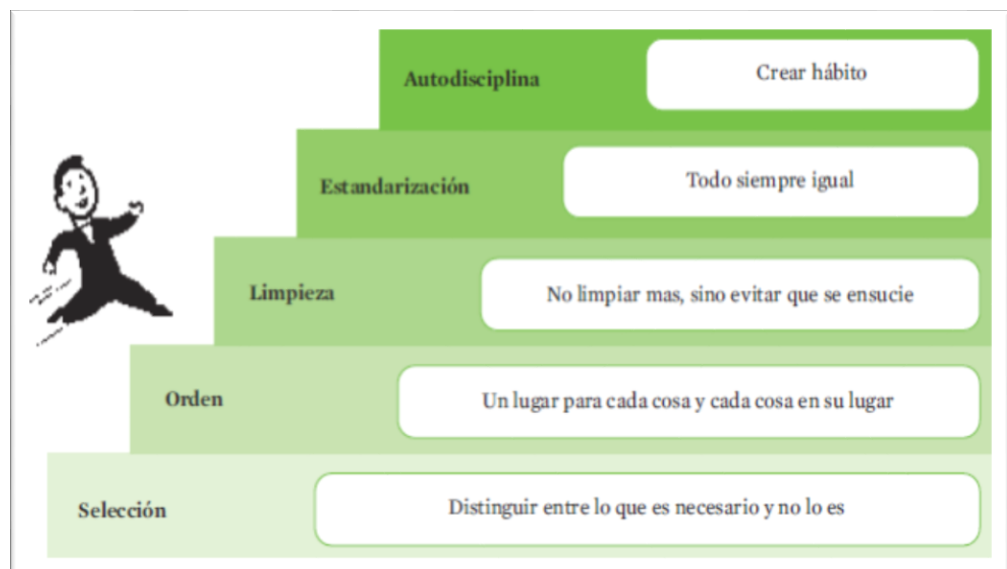 Autodisciplina
Crear hábito
Estandarización
Todo siempre igual
Limpieza
No limpiar mas, sino evitar que se ensucie
Orden
Un lugar para cada cosa y cada cosa en su lugar
Selección
Distinguir entre lo que es necesario y no lo es